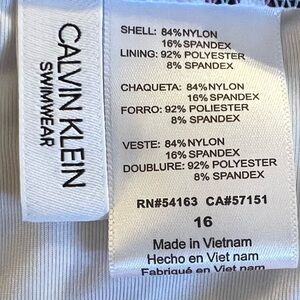 CALVIN KLEIN
SWIMWEAR
SHELL: 84%NYLON
16%SPANDEX
LINING: 92% POLYESTER
8% SPANDEX
CHAQUETA: 84%NYLON
16%SPANDEX
FORRO: 92% POLYESTER
8% SPANDEX
VESTE: 84%NYLON
16%SPANDEX
DOUBLURE: 92% POLYESTER
8% SPANDEX
RN#54163 CA#57151
16
Made in Vietnam
Hecho en Viet nam
Fabriqué en Viet nam